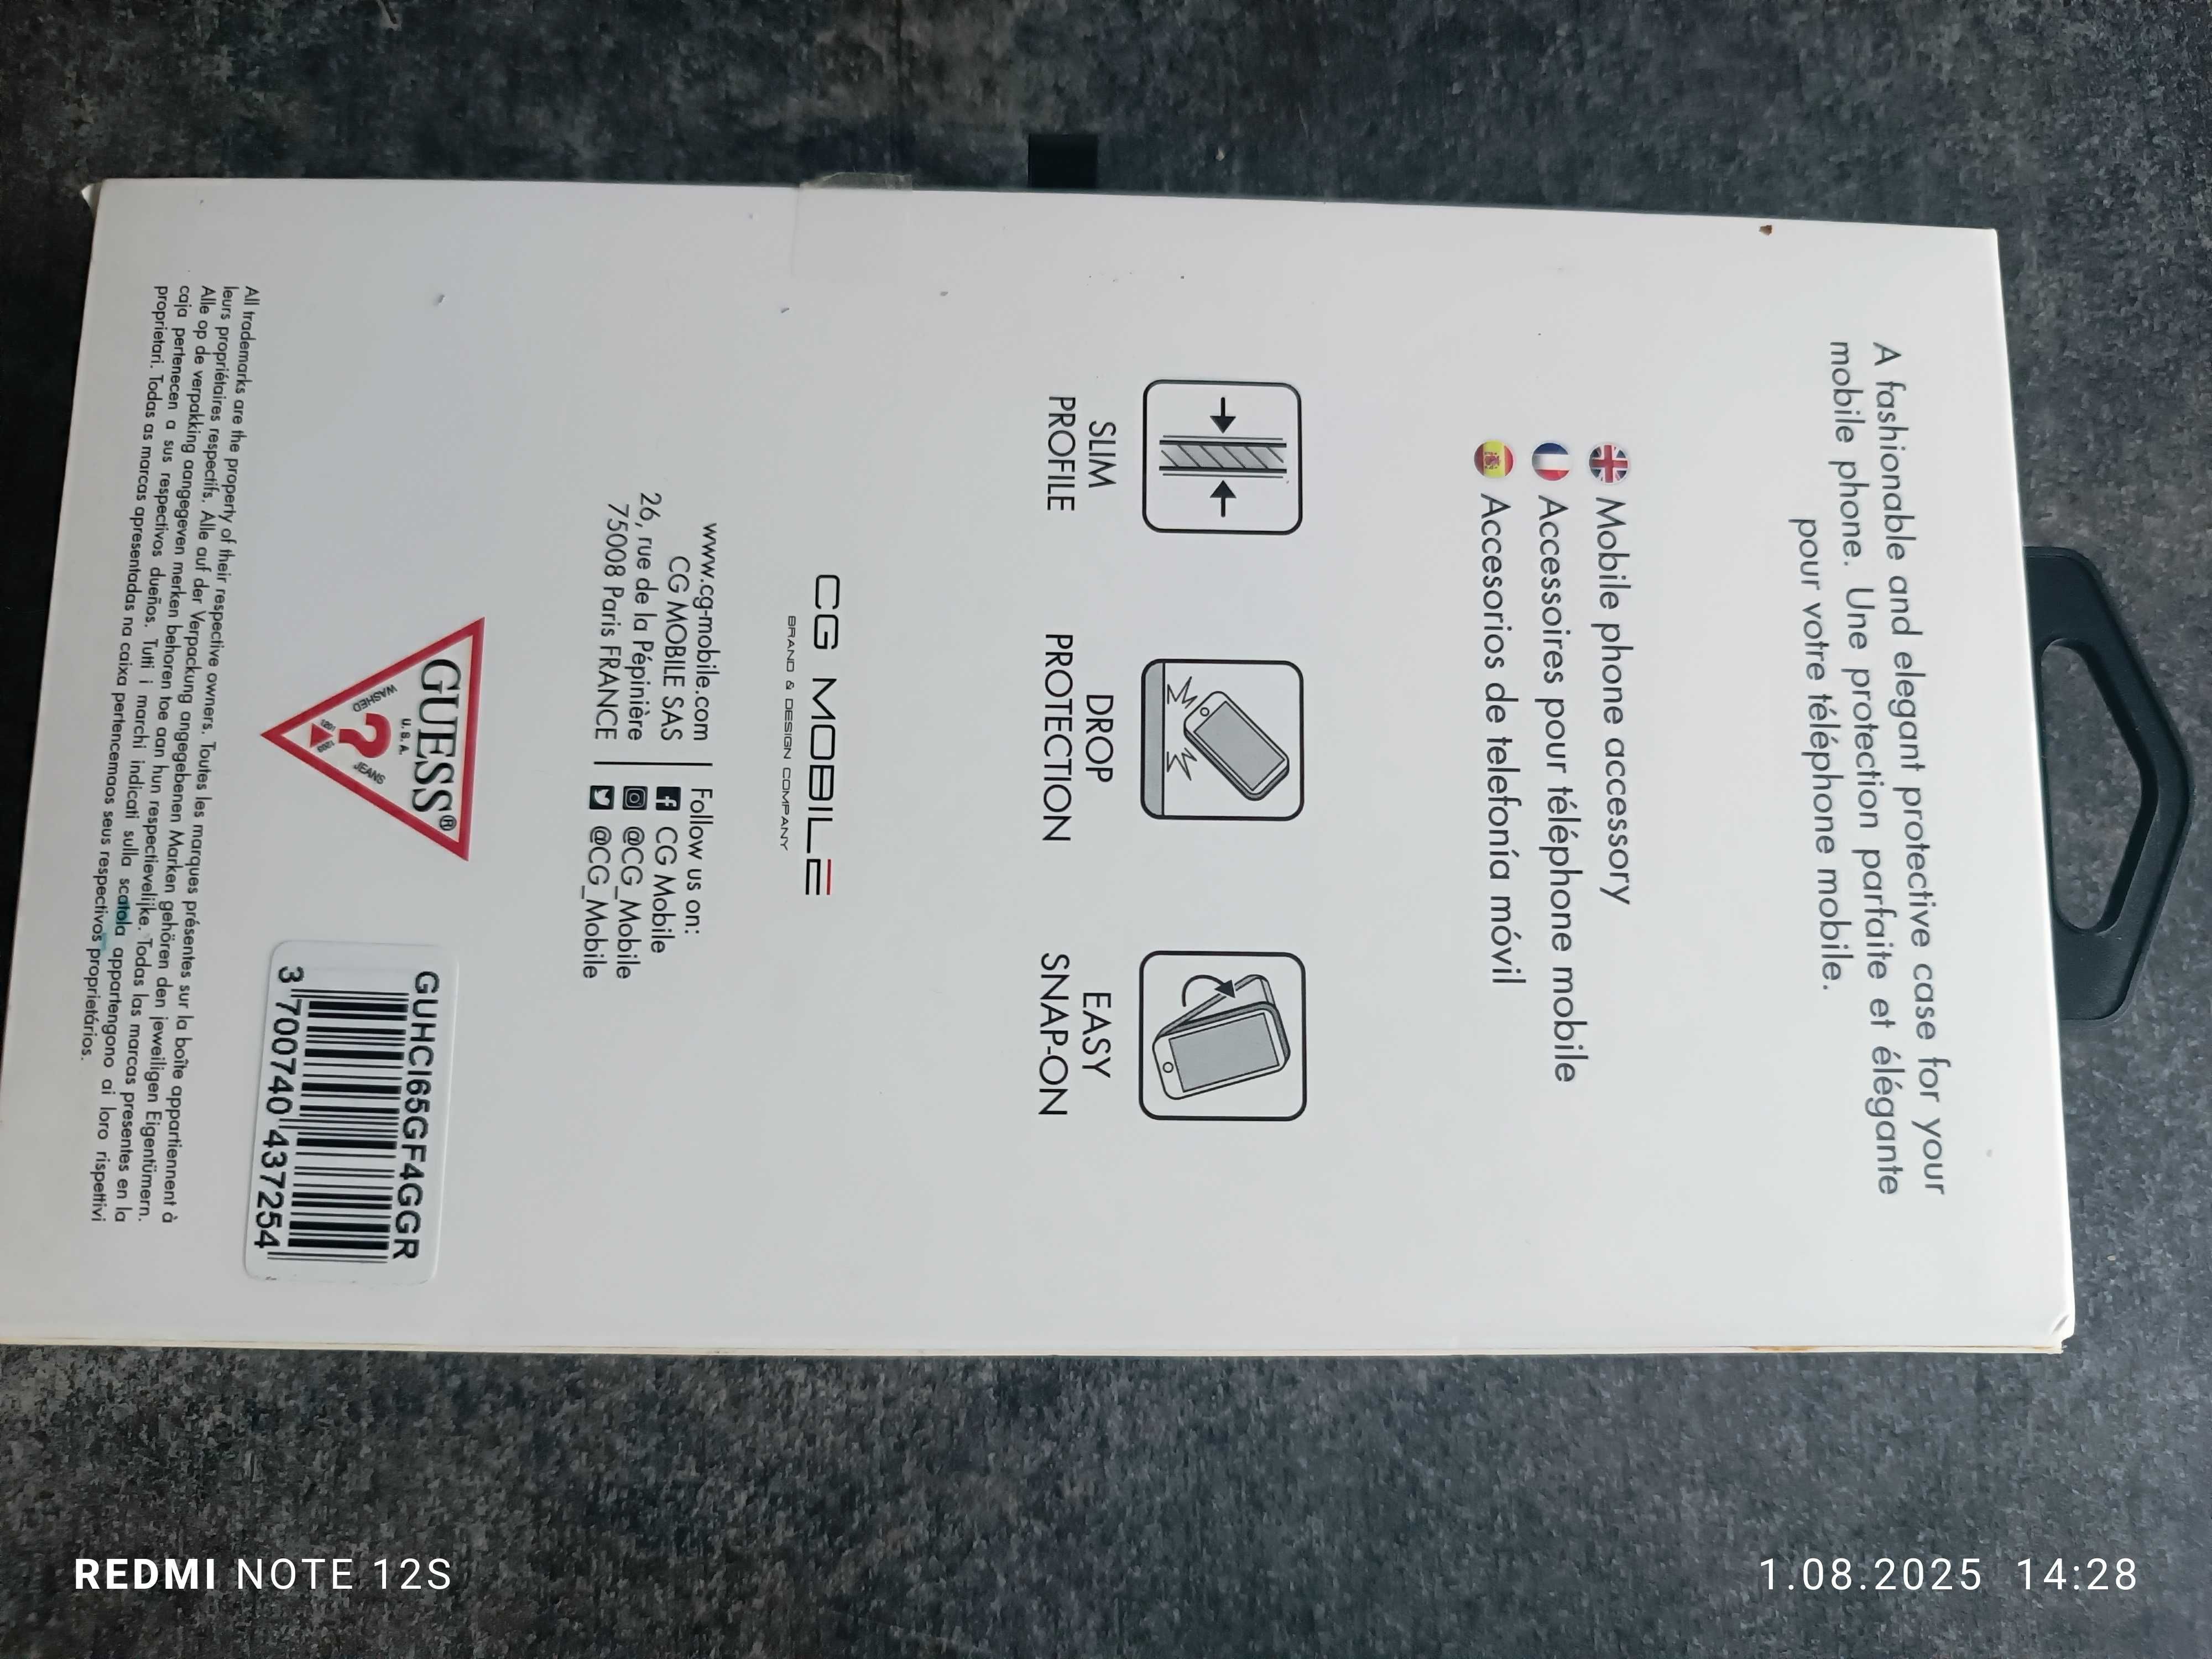 A fashionable and elegant protective case for your
mobile phone. Une protection parfaite et élégante
pour votre téléphone mobile.
Mobile phone accessory
Accessoires pour téléphone mobile
Accesorios de telefonía móvil
SLIM
PROFILE
DROP
PROTECTION
EASY
SNAP-ON
CG MOBILE
BRAND & DESIGN COMPANY
www.cg-mobile.com
CG MOBILE SAS
26, rue de la Pépinière
75008 Paris FRANCE
Follow us on:
CG Mobile
@CG_Mobile
@CG_Mobile
GUESS®
U.S.A.
WASHED
?
JEANS
1981
GUHCI65GF4GGR
3 700740 437254
All trademarks are the property of their respective owners. Toutes les marques présentes sur la boîte appartiennent à
leurs propriétaires respectifs. Alle auf der Verpackung angegebenen Marken gehören den jeweiligen Eigentümern.
Alle op de verpakking aangegeven merken behoren toe aan hun respectievelijke. Todas las marcas presentes en la
caja pertenecen a sus respectivos dueños. Tutti i marchi indicati sulla scatola appartengono ai loro rispettivi
proprietari. Todas as marcas apresentadas na caixa pertencemaos seus respectivos proprietários.
REDMI NOTE 12S
1.08.2025 14:28